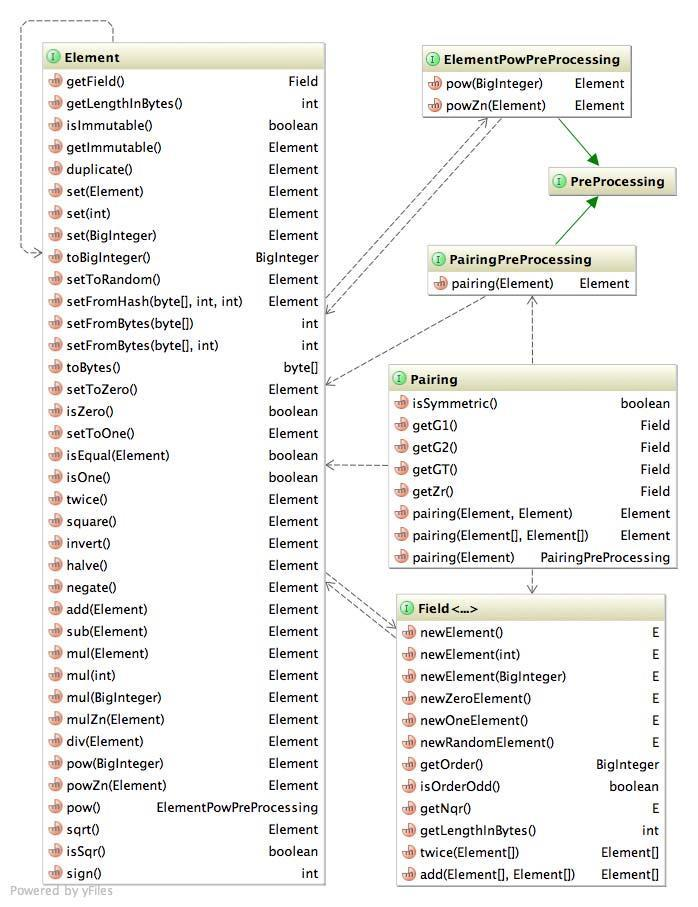 Element
getField() Field
getLengthInBytes() int
isImmutable() boolean
getImmutable() Element
duplicate() Element
set(Element) Element
set(int) Element
set(BigInteger) Element
toBigInteger() BigInteger
setToRandom() Element
setFromHash(byte[], int, int) Element
setFromBytes(byte[]) int
setFromBytes(byte[], int) int
toBytes() byte[]
setToZero() Element
isZero() boolean
setToOne() Element
isEqual(Element) boolean
isOne() boolean
twice() Element
square() Element
invert() Element
halve() Element
negate() Element
add(Element) Element
sub(Element) Element
mul(Element) Element
mul(int) Element
mul(BigInteger) Element
mulZn(Element) Element
div(Element) Element
pow(BigInteger) Element
powZn(Element) Element
pow() ElementPowPreProcessing
sqrt() Element
isSqr() boolean
sign() int
ElementPowPreProcessing
pow(BigInteger) Element
powZn(Element) Element
PreProcessing
PairingPreProcessing
pairing(Element) Element
Pairing
isSymmetric() boolean
getG1() Field
getG2() Field
getGT() Field
getZr() Field
pairing(Element, Element) Element
pairing(Element[], Element[]) Element
pairing(Element) PairingPreProcessing
Field<...>
newElement() E
newElement(int) E
newElement(BigInteger) E
newZeroElement() E
newOneElement() E
newRandomElement() E
getOrder() BigInteger
isOrderOdd() boolean
getNqr() E
getLengthInBytes() int
twice(Element[]) Element[]
add(Element[], Element[]) Element[]
Powered by yFiles